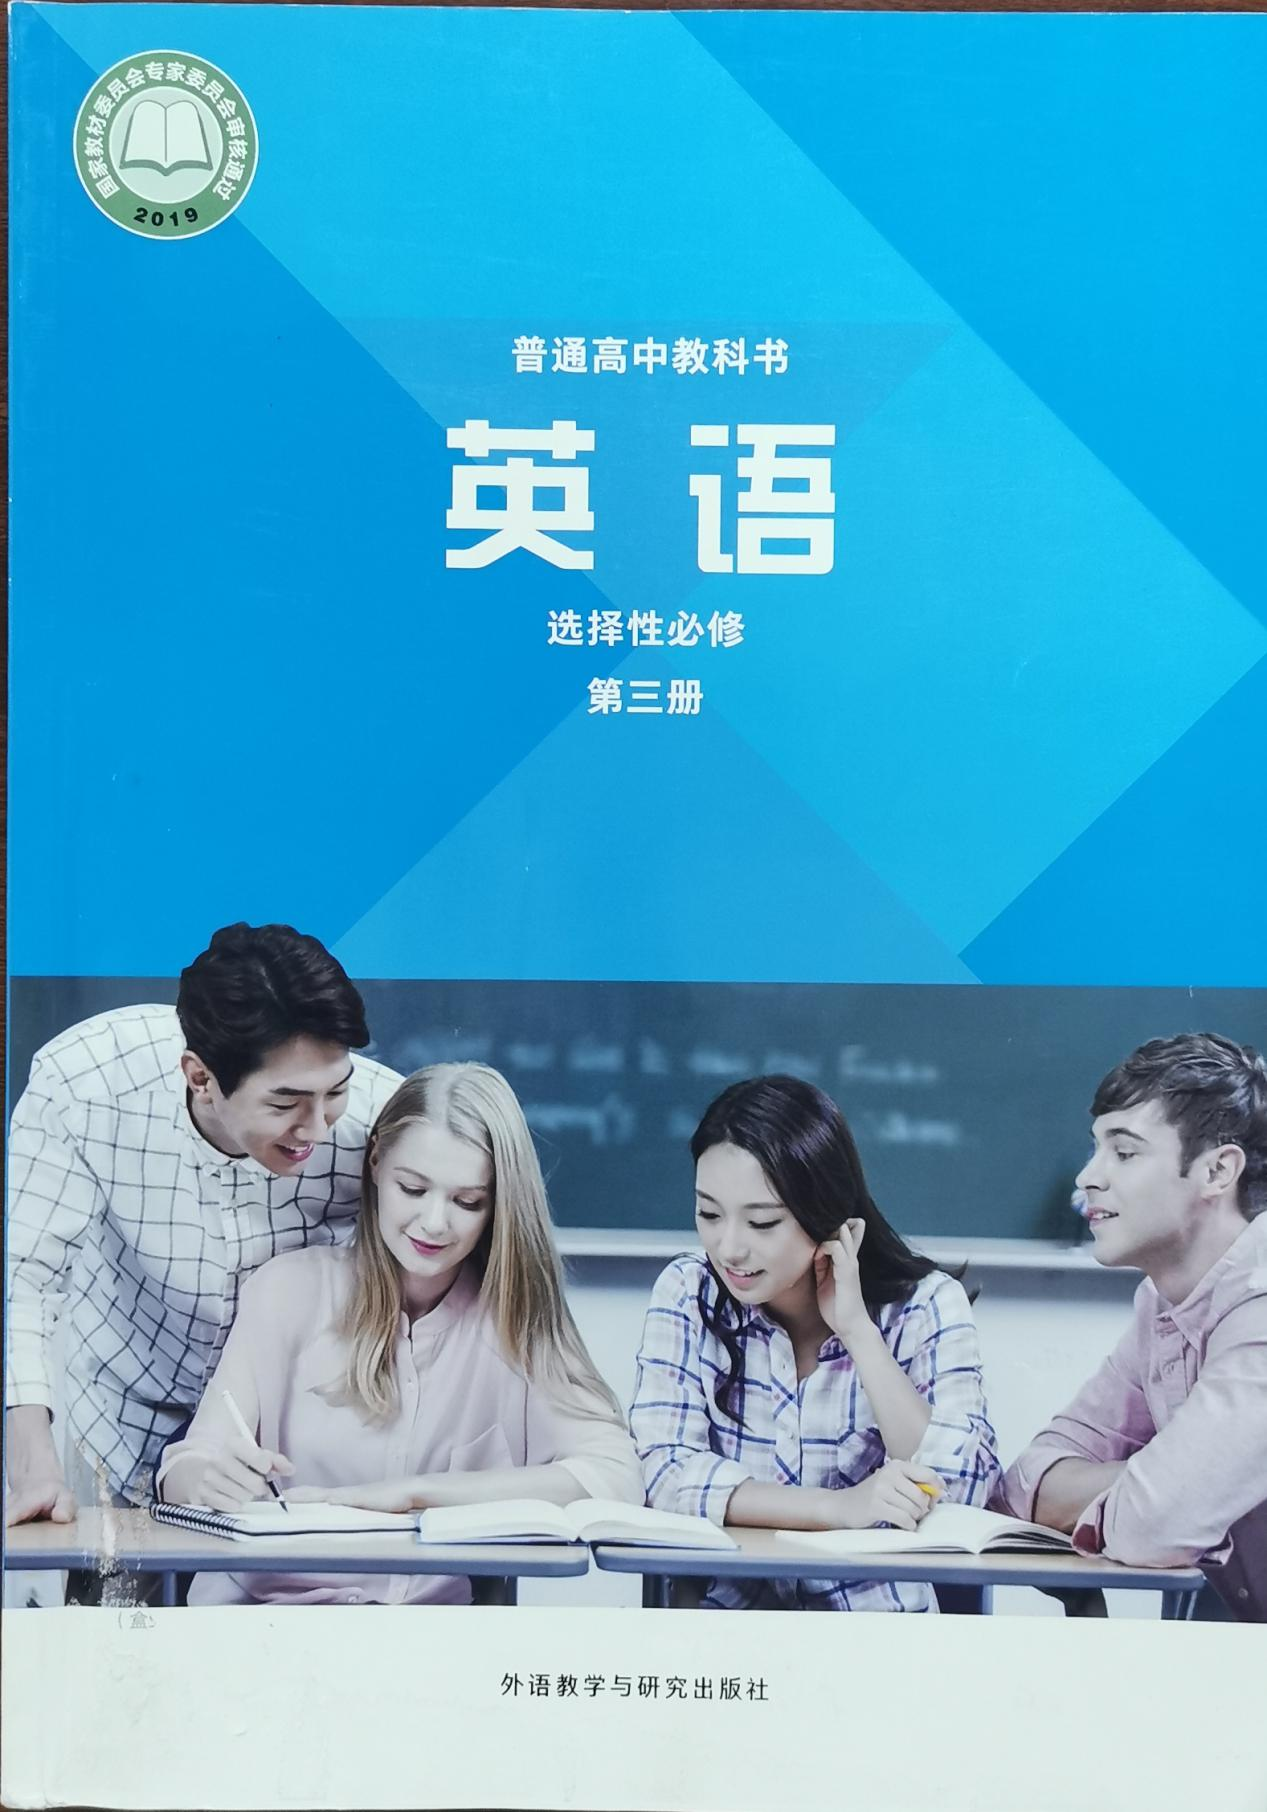 国家教材委员会专家委员会审核通过
2019
普通高中教科书
英语
选择性必修
第三册
外语教学与研究出版社